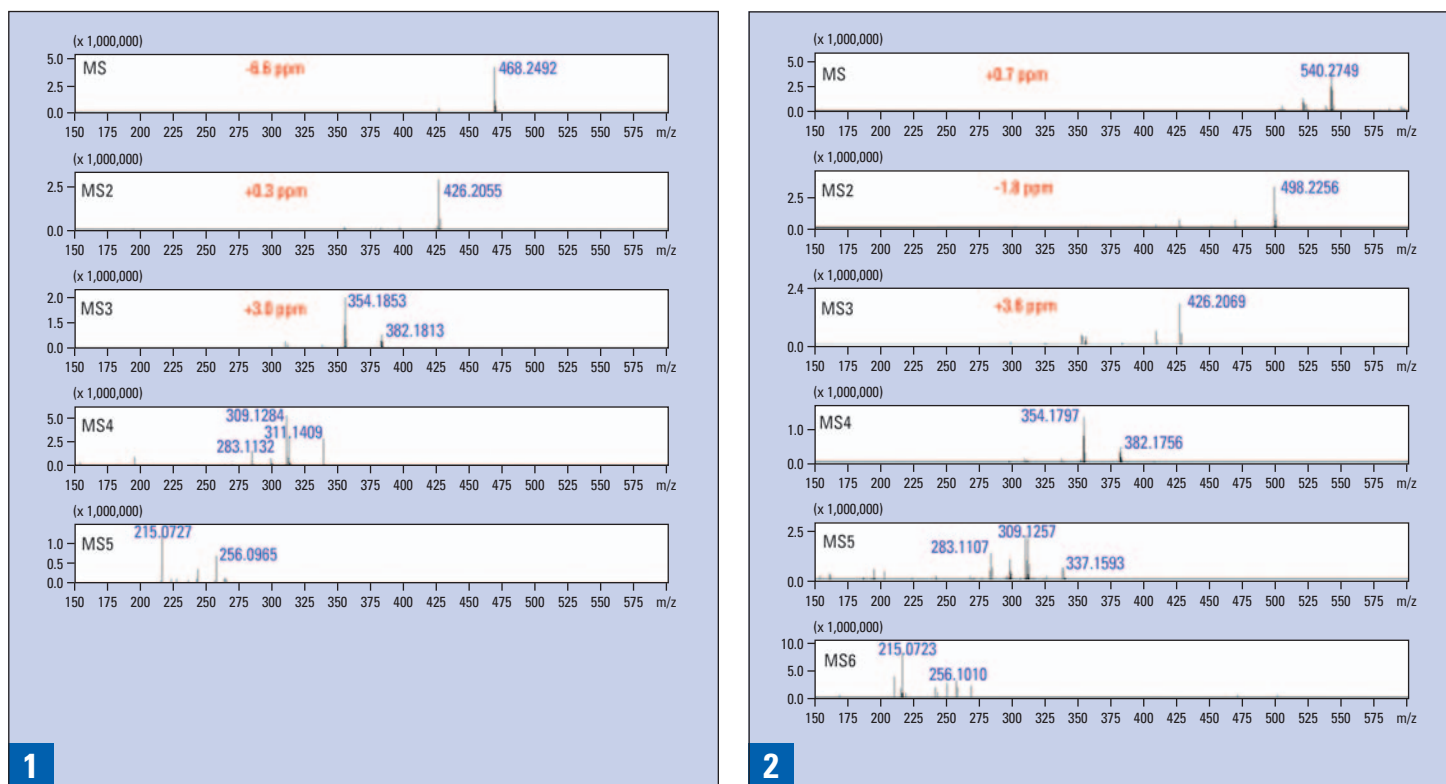 (x 1,000,000)
5.0
2.5
0.0
MS
-6.6 ppm
468.2492
150 175 200 225 250 275 300 325 350 375 400 425 450 475 500 525 550 575 m/z
(x 1,000,000)
2.5
0.0
MS2
+0.3 ppm
426.2055
150 175 200 225 250 275 300 325 350 375 400 425 450 475 500 525 550 575 m/z
(x 1,000,000)
2.0
1.5
0.0
MS3
+3.0 ppm
354.1853
382.1813
150 175 200 225 250 275 300 325 350 375 400 425 450 475 500 525 550 575 m/z
(x 1,000,000)
5.0
2.5
0.0
MS4
309.1284
311.1409
283.1132
150 175 200 225 250 275 300 325 350 375 400 425 450 475 500 525 550 575 m/z
(x 1,000,000)
1.0
0.5
0.0
MS5
215.0727
256.0965
150 175 200 225 250 275 300 325 350 375 400 425 450 475 500 525 550 575 m/z
1
(x 1,000,000)
5.0
2.5
0.0
MS
+0.7 ppm
540.2749
150 175 200 225 250 275 300 325 350 375 400 425 450 475 500 525 550 575 m/z
(x 1,000,000)
2.5
0.0
MS2
-1.8 ppm
498.2256
150 175 200 225 250 275 300 325 350 375 400 425 450 475 500 525 550 575 m/z
(x 1,000,000)
2.4
0.0
MS3
+3.6 ppm
426.2069
150 175 200 225 250 275 300 325 350 375 400 425 450 475 500 525 550 575 m/z
(x 1,000,000)
1.0
0.0
MS4
354.1797
382.1756
150 175 200 225 250 275 300 325 350 375 400 425 450 475 500 525 550 575 m/z
(x 1,000,000)
2.5
0.0
MS5
309.1257
283.1107
337.1593
150 175 200 225 250 275 300 325 350 375 400 425 450 475 500 525 550 575 m/z
(x 1,000,000)
10.0
5.0
0.0
MS6
215.0723
256.1010
150 175 200 225 250 275 300 325 350 375 400 425 450 475 500 525 550 575 m/z
2